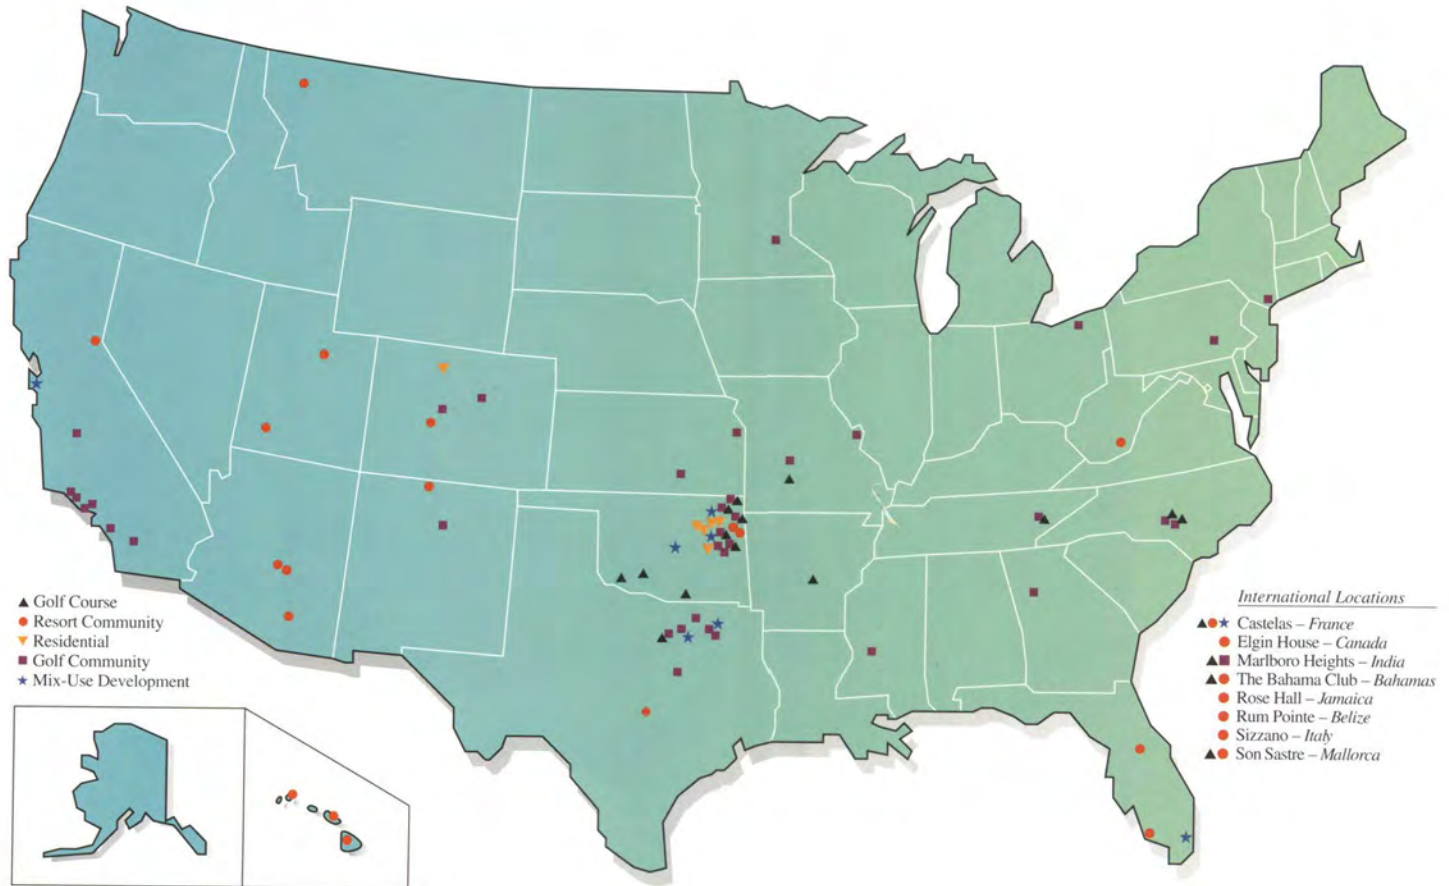 Golf Course
Resort Community
Residential
Golf Community
Mix-Use Development
International Locations
Castelas – France
Elgin House – Canada
Marlboro Heights – India
The Bahama Club – Bahamas
Rose Hall – Jamaica
Rum Pointe – Belize
Sizzano – Italy
Son Sastre – Mallorca